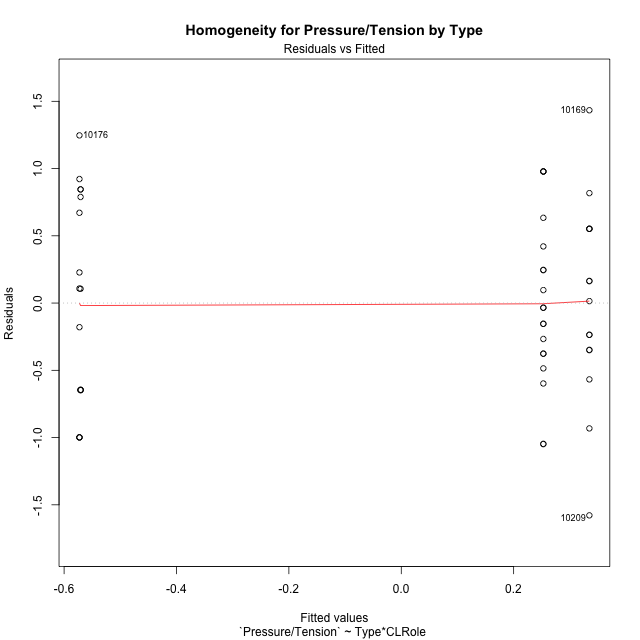 Homogeneity for Pressure/Tension by Type
Residuals vs Fitted
1.5
1.0
0.5
0.0
-0.5
-1.0
-1.5
Residuals
10176
10169
10209
-0.6 -0.4 -0.2 0.0 0.2
Fitted values
`Pressure/Tension` ~ Type*CLRole